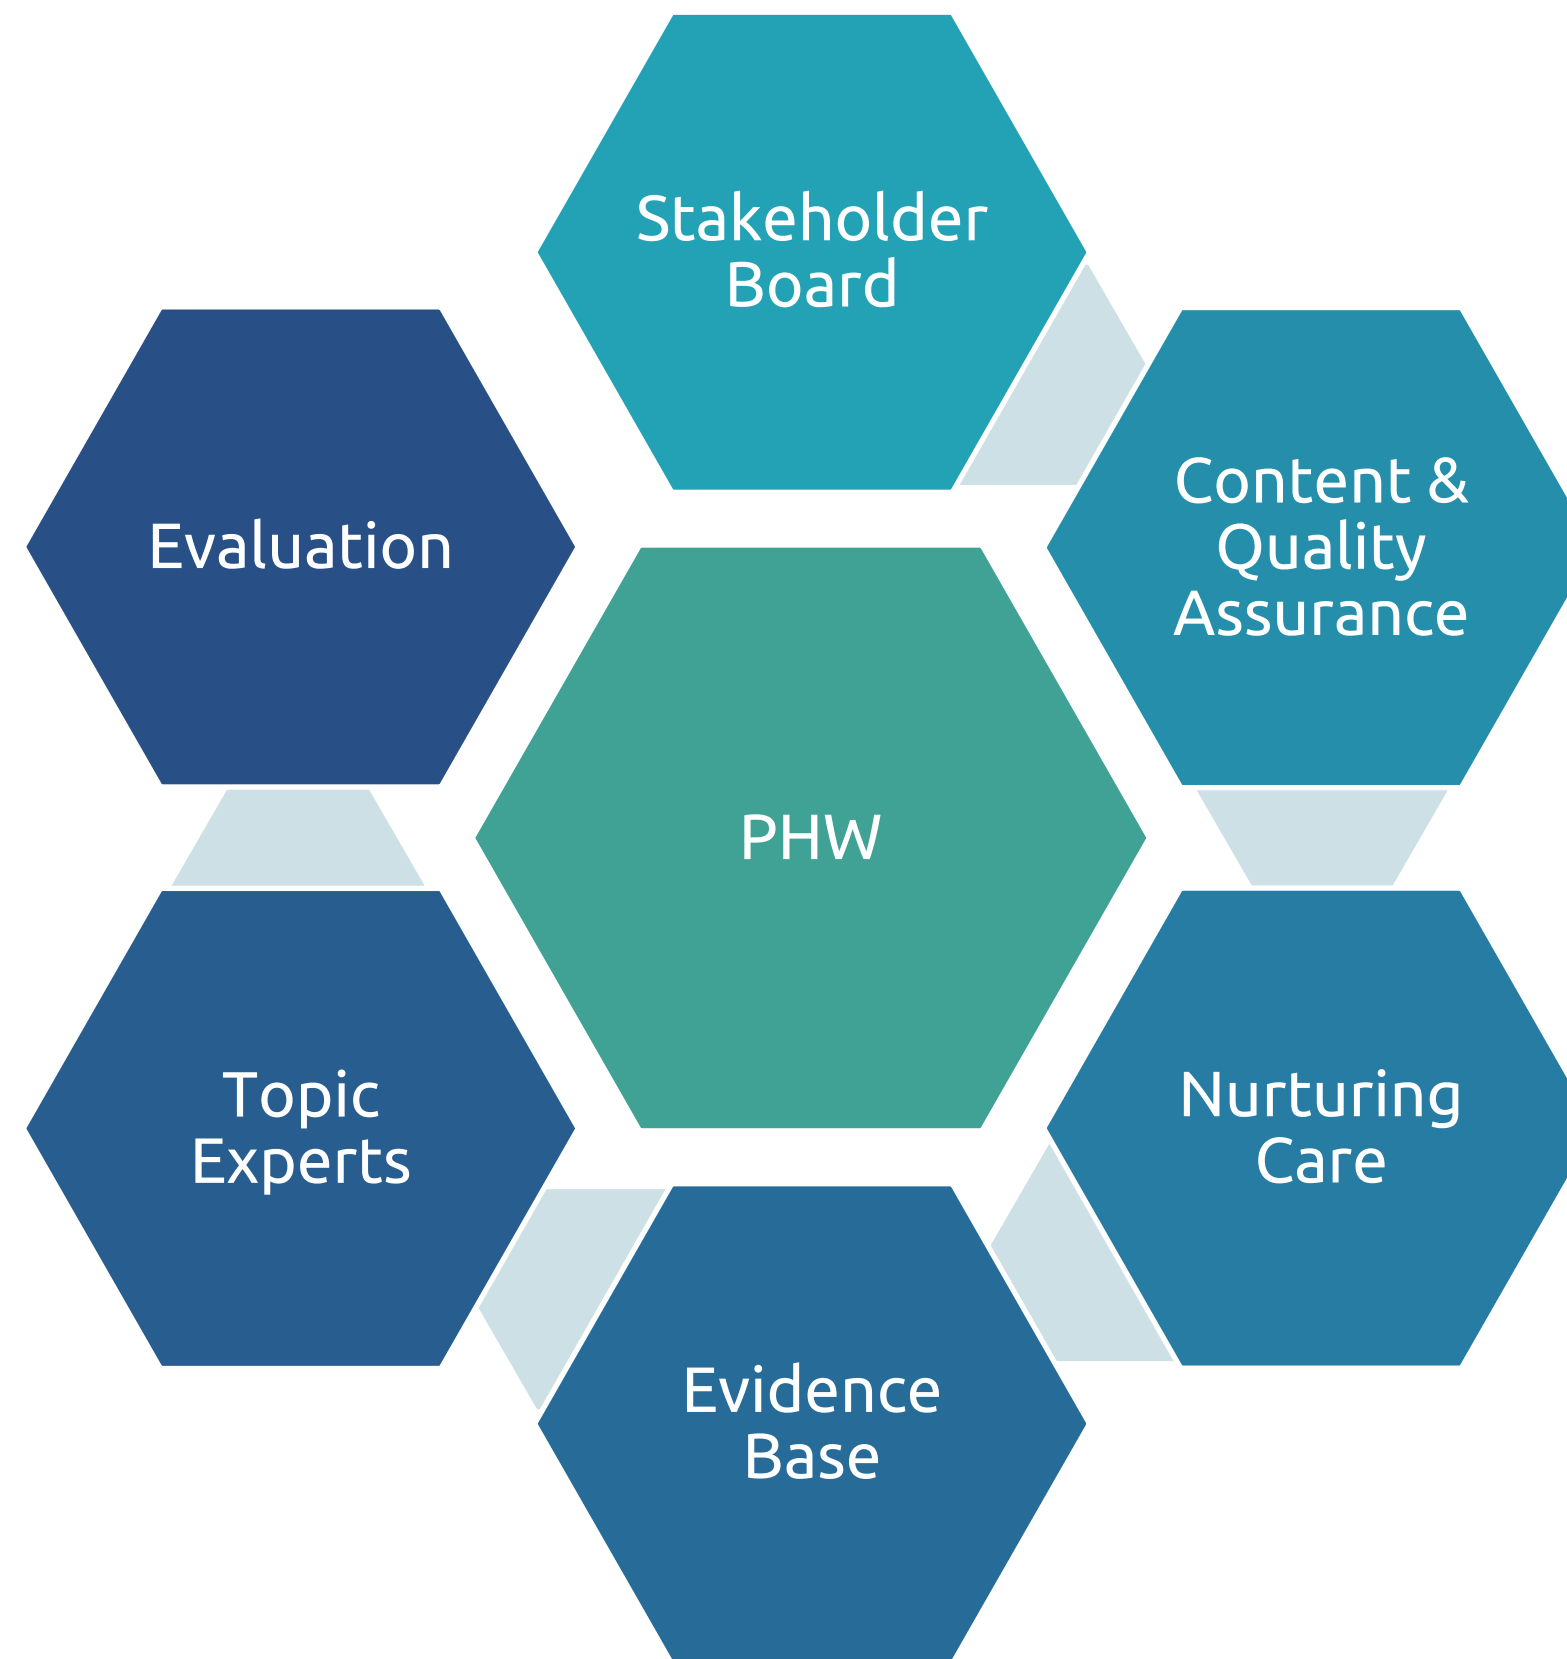 Stakeholder
Board
Content &
Quality
Assurance
Evaluation
PHW
Nurturing
Care
Topic
Experts
Evidence
Base